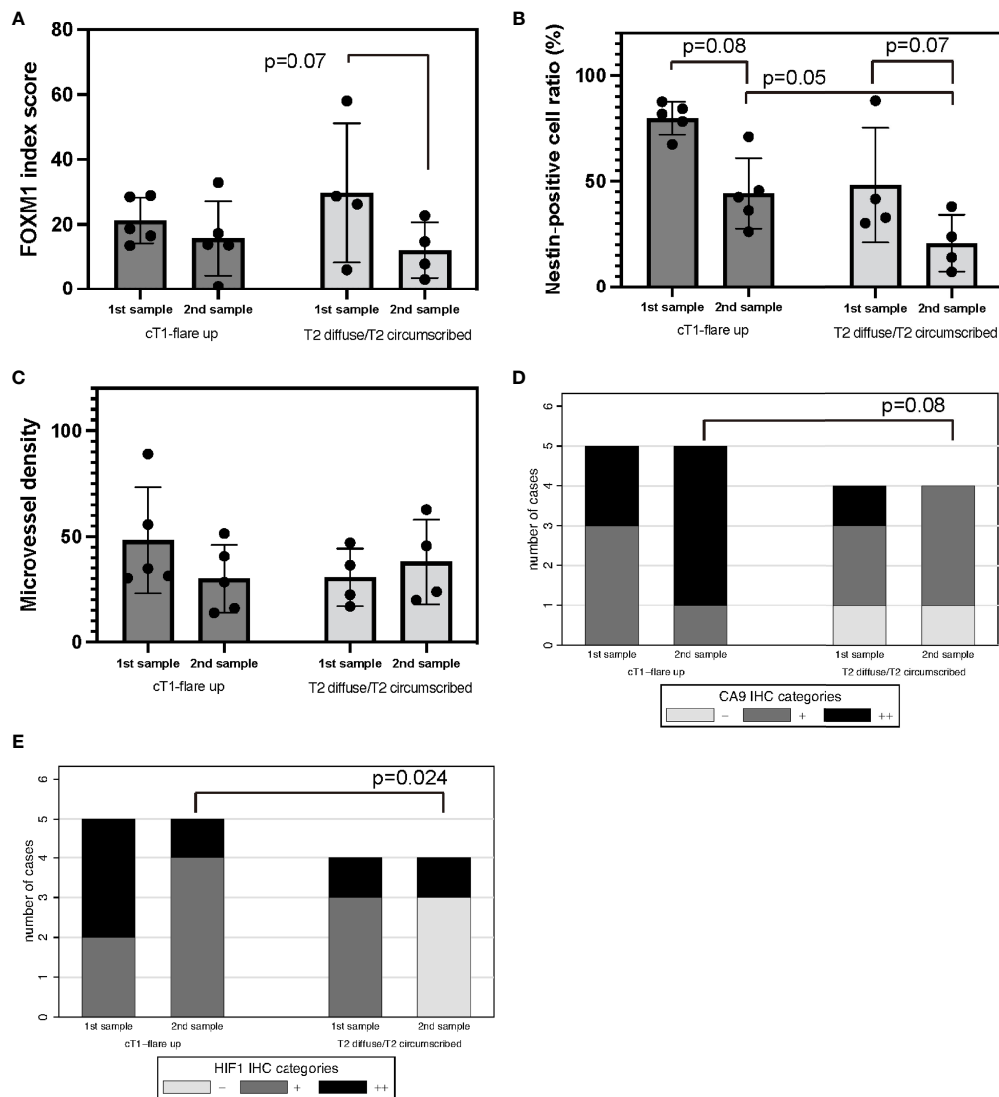 A
FOXM1 index score
80
60
40
20
0
p=0.07
1st sample 2nd sample 1st sample 2nd sample
cT1-flare up T2 diffuse/T2 circumscribed
B
Nestin-positive cell ratio (%)
100
50
0
p=0.08
p=0.07
p=0.05
1st sample 2nd sample 1st sample 2nd sample
cT1-flare up T2 diffuse/T2 circumscribed
C
Microvessel density
100
50
0
1st sample 2nd sample 1st sample 2nd sample
cT1-flare up T2 diffuse/T2 circumscribed
D
number of cases
6
5
4
3
2
1
0
p=0.08
1st sample 2nd sample 1st sample 2nd sample
cT1–flare up T2 diffuse/T2 circumscribed
CA9 IHC categories
– + ++
E
number of cases
6
5
4
3
2
1
0
p=0.024
1st sample 2nd sample 1st sample 2nd sample
cT1–flare up T2 diffuse/T2 circumscribed
HIF1 IHC categories
– + ++